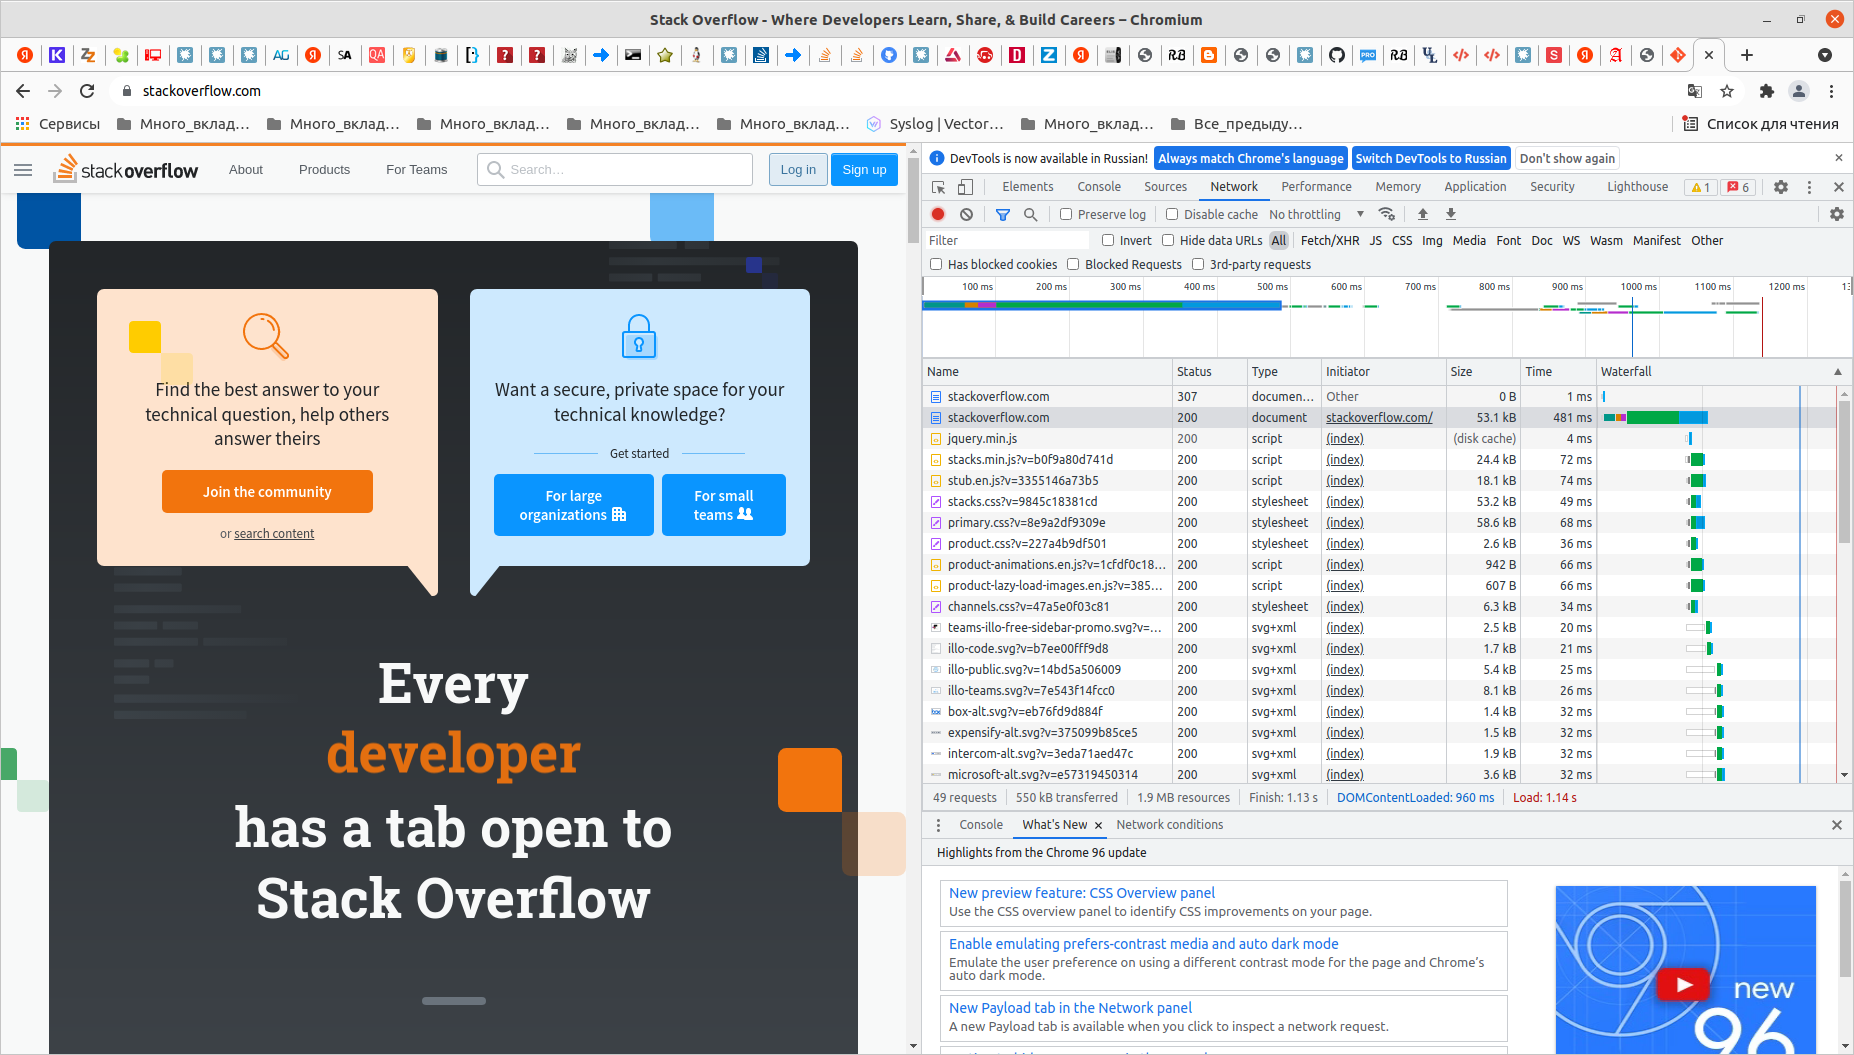 Stack Overflow - Where Developers Learn, Share, & Build Careers – Chromium
stackoverflow.com
Сервисы Много_вклад… Много_вклад… Много_вклад… Много_вклад… Много_вклад… Syslog | Vector… Много_вклад… Все_предыду… Список для чтения
stackoverflow About Products For Teams Search… Log in Sign up
Find the best answer to your
technical question, help others
answer theirs
Join the community
or search content
Want a secure, private space for your
technical knowledge?
Get started
For large
organizations
For small
teams
Every
developer
has a tab open to
Stack Overflow
DevTools is now available in Russian! Always match Chrome's language Switch DevTools to Russian Don't show again
Elements Console Sources Network Performance Memory Application Security Lighthouse 1 6
Preserve log Disable cache No throttling
Filter Invert Hide data URLs All Fetch/XHR JS CSS Img Media Font Doc WS Wasm Manifest Other
Has blocked cookies Blocked Requests 3rd-party requests
100 ms 200 ms 300 ms 400 ms 500 ms 600 ms 700 ms 800 ms 900 ms 1000 ms 1100 ms 1200 ms
Name Status Type Initiator Size Time Waterfall
stackoverflow.com 307 documen… Other 0 B 1 ms
stackoverflow.com 200 document stackoverflow.com/ 53.1 kB 481 ms
jquery.min.js 200 script (index) (disk cache) 4 ms
stacks.min.js?v=b0f9a80d741d 200 script (index) 24.4 kB 72 ms
stub.en.js?v=3355146a73b5 200 script (index) 18.1 kB 74 ms
stacks.css?v=9845c18381cd 200 stylesheet (index) 53.2 kB 49 ms
primary.css?v=8e9a2df9309e 200 stylesheet (index) 58.6 kB 68 ms
product.css?v=227a4b9df501 200 stylesheet (index) 2.6 kB 36 ms
product-animations.en.js?v=1cfdf0c18… 200 script (index) 942 B 66 ms
product-lazy-load-images.en.js?v=385… 200 script (index) 607 B 66 ms
channels.css?v=47a5e0f03c81 200 stylesheet (index) 6.3 kB 34 ms
teams-illo-free-sidebar-promo.svg?v=… 200 svg+xml (index) 2.5 kB 20 ms
illo-code.svg?v=b7ee00fff9d8 200 svg+xml (index) 1.7 kB 21 ms
illo-public.svg?v=14bd5a506009 200 svg+xml (index) 5.4 kB 25 ms
illo-teams.svg?v=7e543f14fcc0 200 svg+xml (index) 8.1 kB 26 ms
box-alt.svg?v=eb76fd9d884f 200 svg+xml (index) 1.4 kB 32 ms
expensify-alt.svg?v=375099b85ce5 200 svg+xml (index) 1.5 kB 32 ms
intercom-alt.svg?v=3eda71aed47c 200 svg+xml (index) 1.9 kB 32 ms
microsoft-alt.svg?v=e57319450314 200 svg+xml (index) 3.6 kB 32 ms
49 requests 550 kB transferred 1.9 MB resources Finish: 1.13 s DOMContentLoaded: 960 ms Load: 1.14 s
Console What's New Network conditions
Highlights from the Chrome 96 update
New preview feature: CSS Overview panel
Use the CSS overview panel to identify CSS improvements on your page.
Enable emulating prefers-contrast media and auto dark mode
Emulate the user preference on using a different contrast mode for the page and Chrome’s
auto dark mode.
New Payload tab in the Network panel
A new Payload tab is available when you click to inspect a network request.
new
96